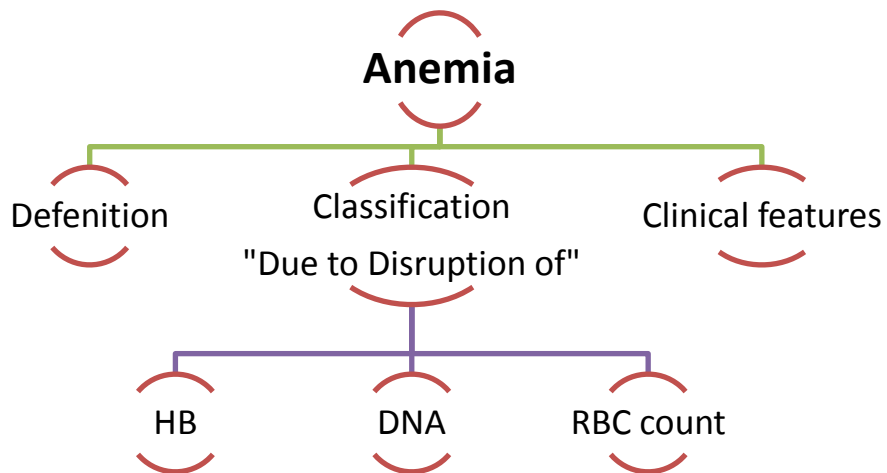 Anemia
Defenition
Classification
"Due to Disruption of"
Clinical features
HB
DNA
RBC count